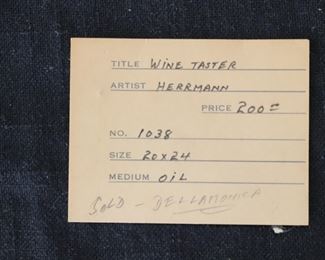 TITLE WINE TASTER
ARTIST HERRMANN
PRICE 200=
NO. 1038
SIZE 20x24
MEDIUM OIL
SOLD - DELLAMONICA